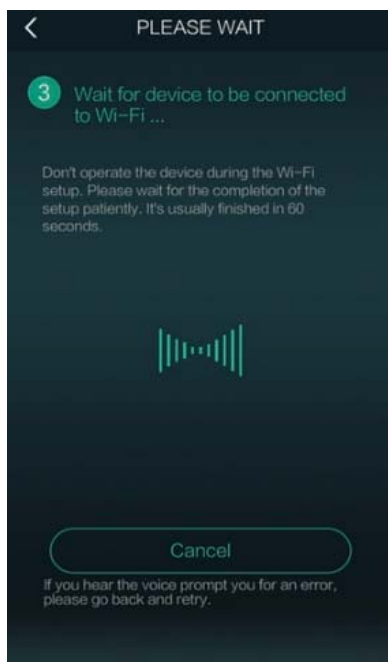 PLEASE WAIT
3 Wait for device to be connected
to Wi-Fi ...
Don't operate the device during the Wi-Fi
setup. Please wait for the completion of the
setup patiently. It's usually finished in 60
seconds.
Cancel
If you hear the voice prompt you for an error,
please go back and retry.